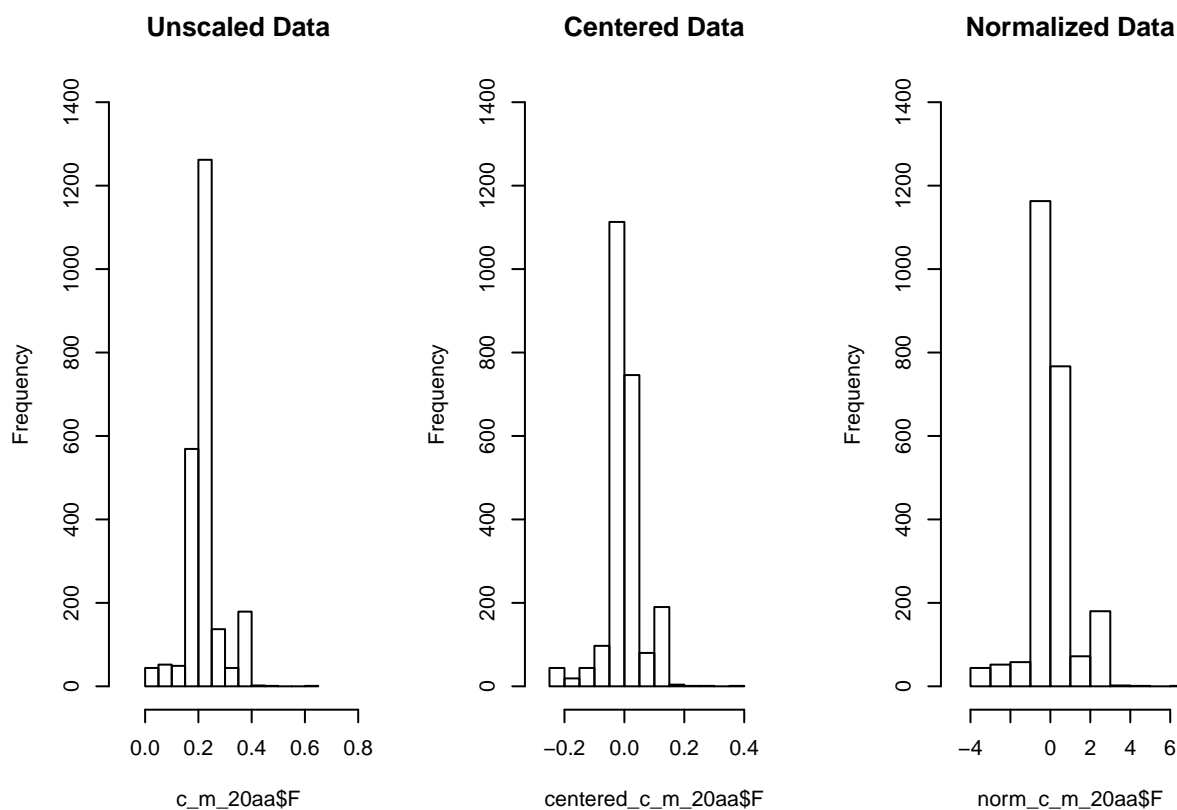 Unscaled Data
Frequency
0 200 400 600 800 1000 1200 1400
0.0 0.2 0.4 0.6 0.8
c_m_20aa$F
Centered Data
Frequency
0 200 400 600 800 1000 1200 1400
−0.2 0.0 0.2 0.4
centered_c_m_20aa$F
Normalized Data
Frequency
0 200 400 600 800 1000 1200 1400
−4 0 2 4 6
norm_c_m_20aa$F